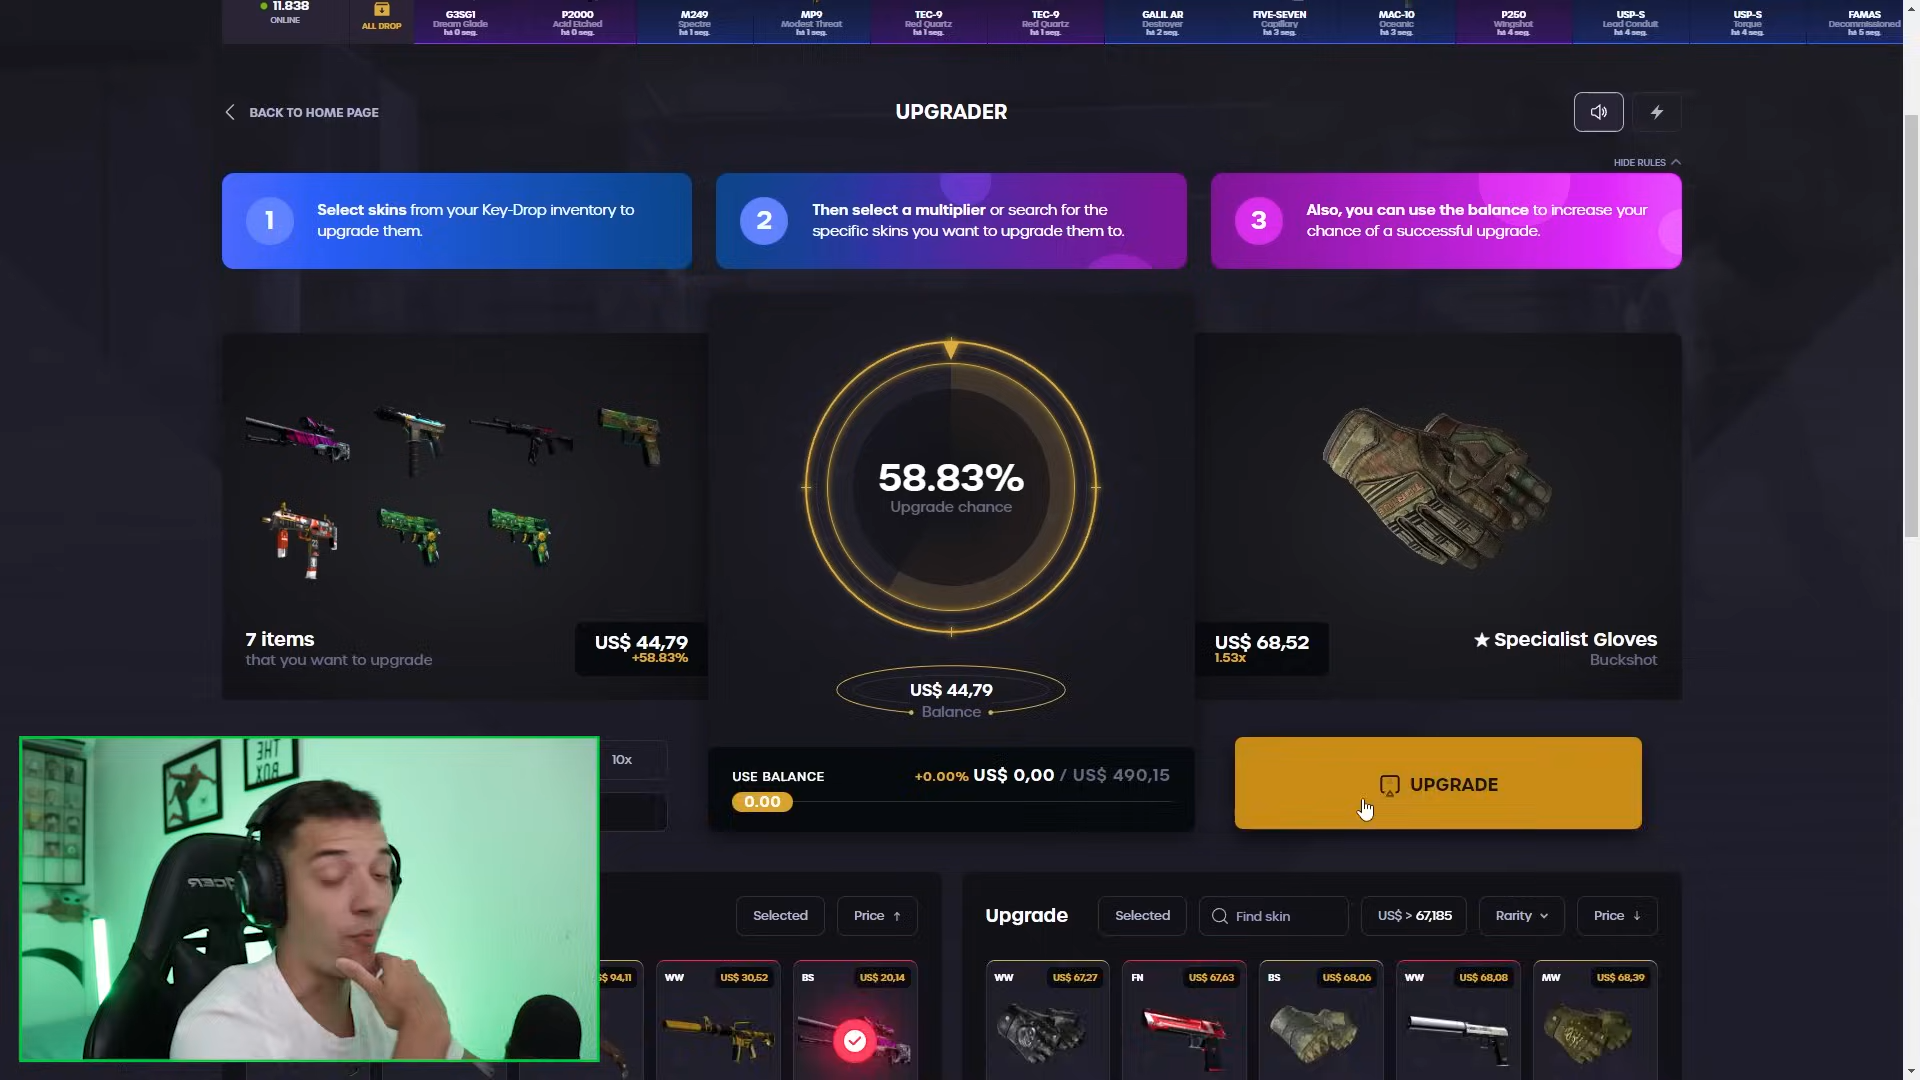 11.838
ONLINE
ALL DROP
G3SG1
Dream Glade
há 0 seg.
P2000
Acid Etched
há 0 seg.
M249
Spectre
há 1 seg.
MP9
Modest Threat
há 1 seg.
TEC-9
Red Quartz
há 1 seg.
TEC-9
Red Quartz
há 1 seg.
GALIL AR
Destroyer
há 2 seg.
FIVE-SEVEN
Capillary
há 3 seg.
MAC-10
Oceanic
há 3 seg.
P250
Wingshot
há 4 seg.
USP-S
Lead Conduit
há 4 seg.
USP-S
Torque
há 4 seg.
FAMAS
Decommissioned
há 5 seg.
BACK TO HOME PAGE
UPGRADER
HIDE RULES
1
Select skins from your Key-Drop inventory to
upgrade them.
2
Then select a multiplier or search for the
specific skins you want to upgrade them to.
3
Also, you can use the balance to increase your
chance of a successful upgrade.
58.83%
Upgrade chance
7 items
that you want to upgrade
US$ 44,79
+58.83%
US$ 68,52
1.53x
★ Specialist Gloves
Buckshot
US$ 44,79
Balance
10x
USE BALANCE
+0.00% US$ 0,00 / US$ 490,15
0.00
UPGRADE
THE
BOX
ACER
Selected
Price ↑
Upgrade
Selected
Find skin
US$ > 67,185
Rarity
Price ↓
94,11
WW
US$ 30,52
BS
US$ 20,14
WW
US$ 67,27
FN
US$ 67,63
BS
US$ 68,06
WW
US$ 68,08
MW
US$ 68,39